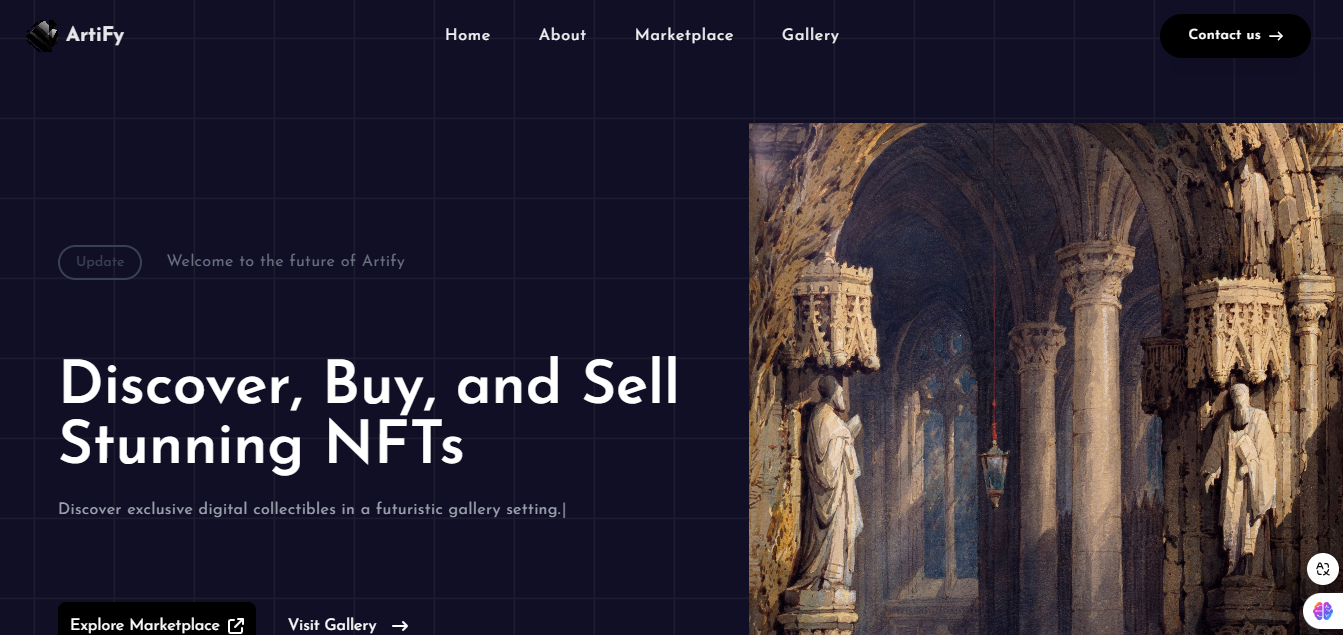 ArtiFy
Home
About
Marketplace
Gallery
Contact us →
Update
Welcome to the future of Artify
Discover, Buy, and Sell
Stunning NFTs
Discover exclusive digital collectibles in a futuristic gallery setting.|
Explore Marketplace
Visit Gallery →